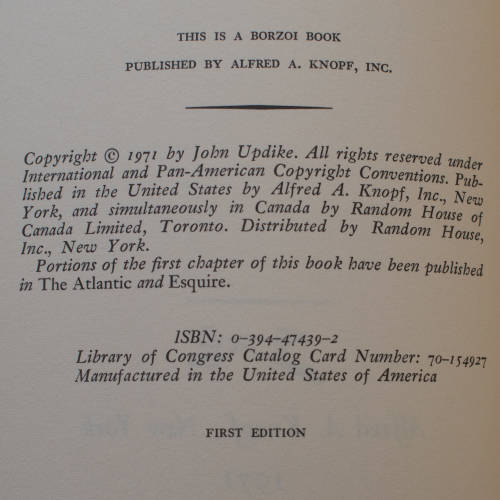 THIS IS A BORZOI BOOK
PUBLISHED BY ALFRED A. KNOPF, INC.
Copyright © 1971 by John Updike. All rights reserved under
International and Pan-American Copyright Conventions. Pub-
lished in the United States by Alfred A. Knopf, Inc., New
York, and simultaneously in Canada by Random House of
Canada Limited, Toronto. Distributed by Random House,
Inc., New York.
Portions of the first chapter of this book have been published
in The Atlantic and Esquire.
ISBN: 0-394-47439-2
Library of Congress Catalog Card Number: 70-154927
Manufactured in the United States of America
FIRST EDITION